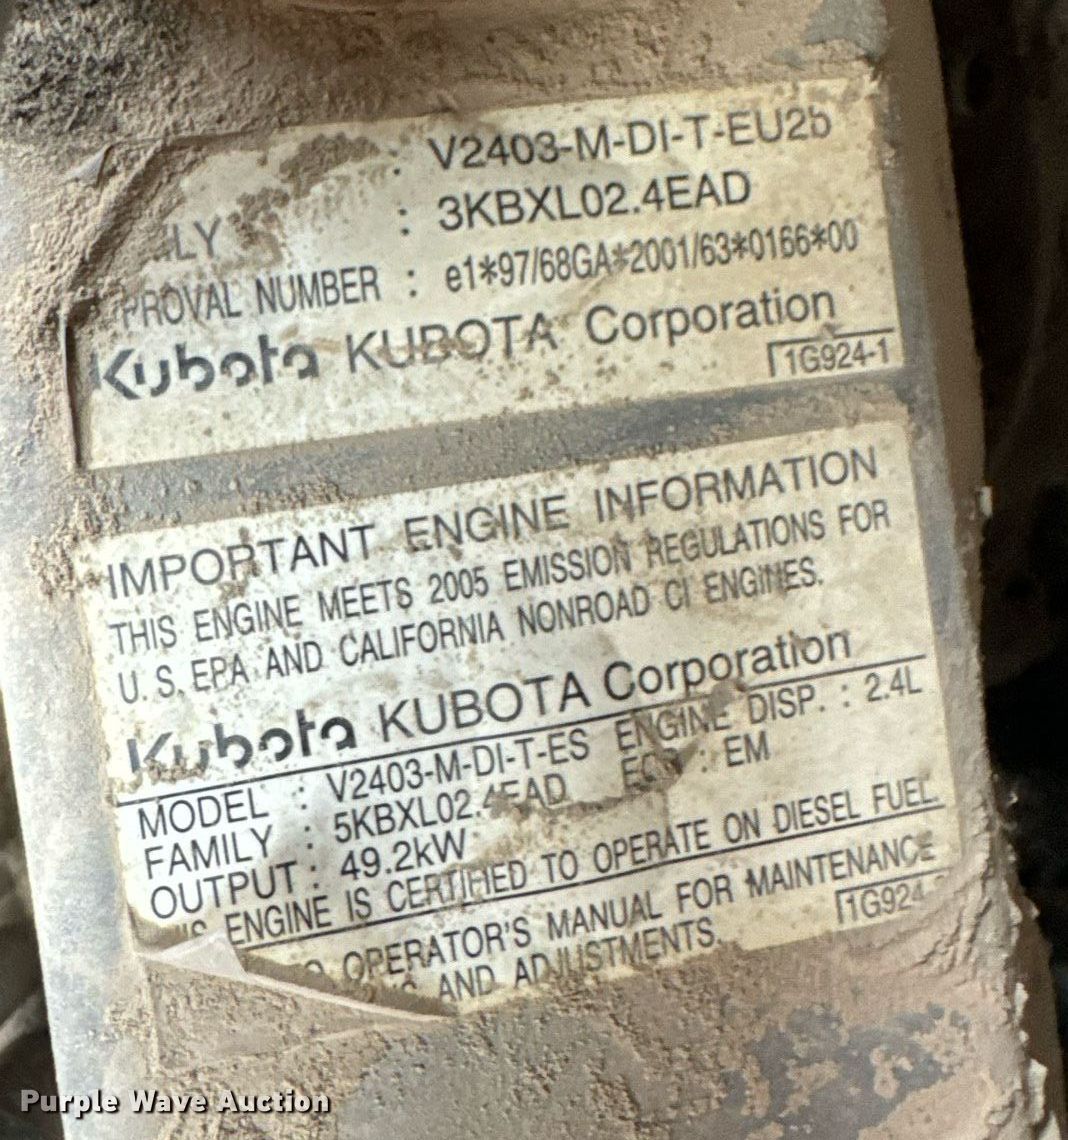 : V2403-M-DI-T-EU2b
LY : 3KBXL02.4EAD
PROVAL NUMBER : e1*97/68GA*2001/63*0166*00
Kubota KUBOTA Corporation
1G924-1
IMPORTANT ENGINE INFORMATION
THIS ENGINE MEETS 2005 EMISSION REGULATIONS FOR
U. S. EPA AND CALIFORNIA NONROAD CI ENGINES.
Kubota KUBOTA Corporation
MODEL : V2403-M-DI-T-ES ENGINE DISP. : 2.4L
FAMILY : 5KBXL02.4EAD : EM
OUTPUT : 49.2kW
ENGINE IS CERTIFIED TO OPERATE ON DIESEL FUEL
OPERATOR'S MANUAL FOR MAINTENANCE
AND ADJUSTMENTS.
1G924
Purple Wave Auction